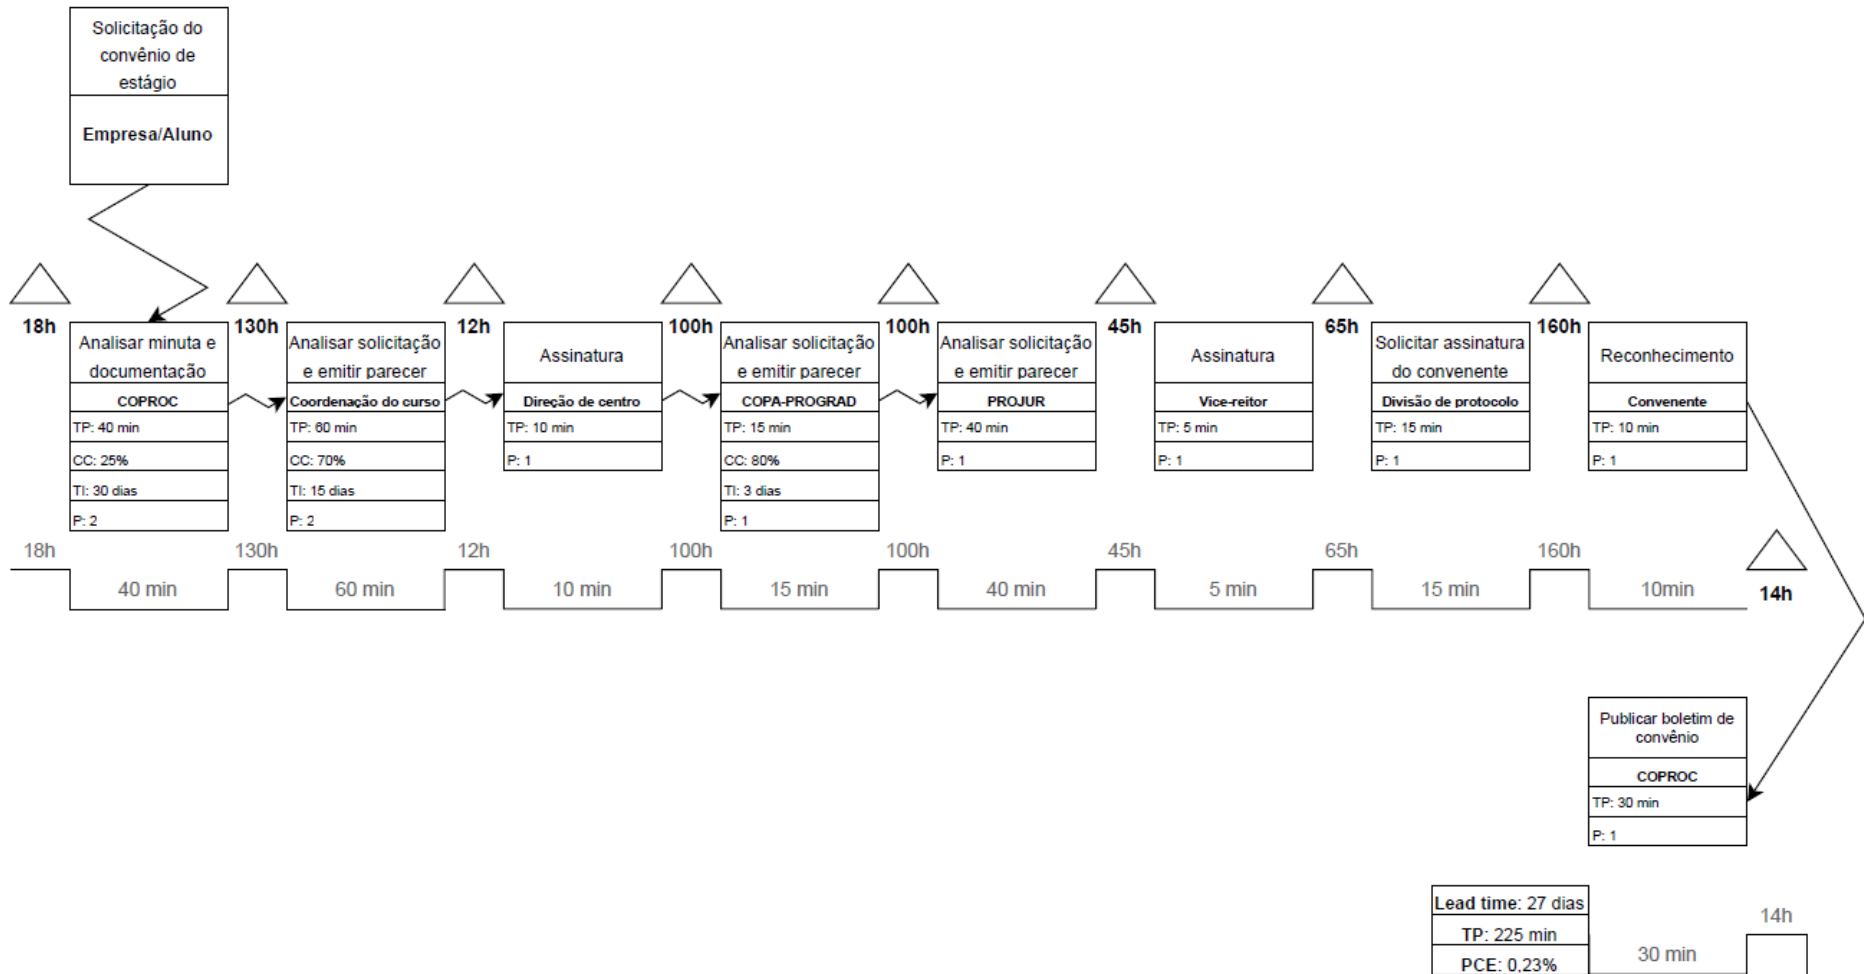 Solicitação do
convênio de
estágio
Empresa/Aluno
18h
130h
12h
100h
100h
45h
65h
160h
Analisar minuta e
documentação
COPROC
TP: 40 min
CC: 25%
TI: 30 dias
P: 2
Analisar solicitação
e emitir parecer
Coordenação do curso
TP: 60 min
CC: 70%
TI: 15 dias
P: 2
Assinatura
Direção de centro
TP: 10 min
P: 1
Analisar solicitação
e emitir parecer
COPA-PROGRAD
TP: 15 min
CC: 80%
TI: 3 dias
P: 1
Analisar solicitação
e emitir parecer
PROJUR
TP: 40 min
P: 1
Assinatura
Vice-reitor
TP: 5 min
P: 1
Solicitar assinatura
do convenente
Divisão de protocolo
TP: 15 min
P: 1
Reconhecimento
Convenente
TP: 10 min
P: 1
18h
130h
12h
100h
100h
45h
65h
160h
40 min
60 min
10 min
15 min
40 min
5 min
15 min
10min
14h
Publicar boletim de
convênio
COPROC
TP: 30 min
P: 1
Lead time: 27 dias
TP: 225 min
PCE: 0,23%
30 min
14h